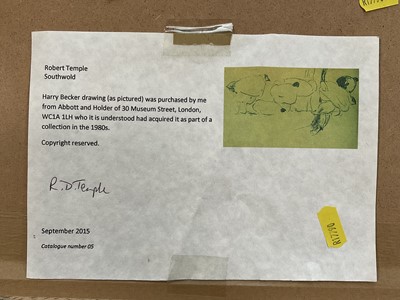 Robert Temple
Southwold
Harry Becker drawing (as pictured) was purchased by me
from Abbott and Holder of 30 Museum Street, London,
WC1A 1LH who it is understood had acquired it as part of a
collection in the 1980s.
Copyright reserved.
R.D.Temple
September 2015
Catalogue number 05